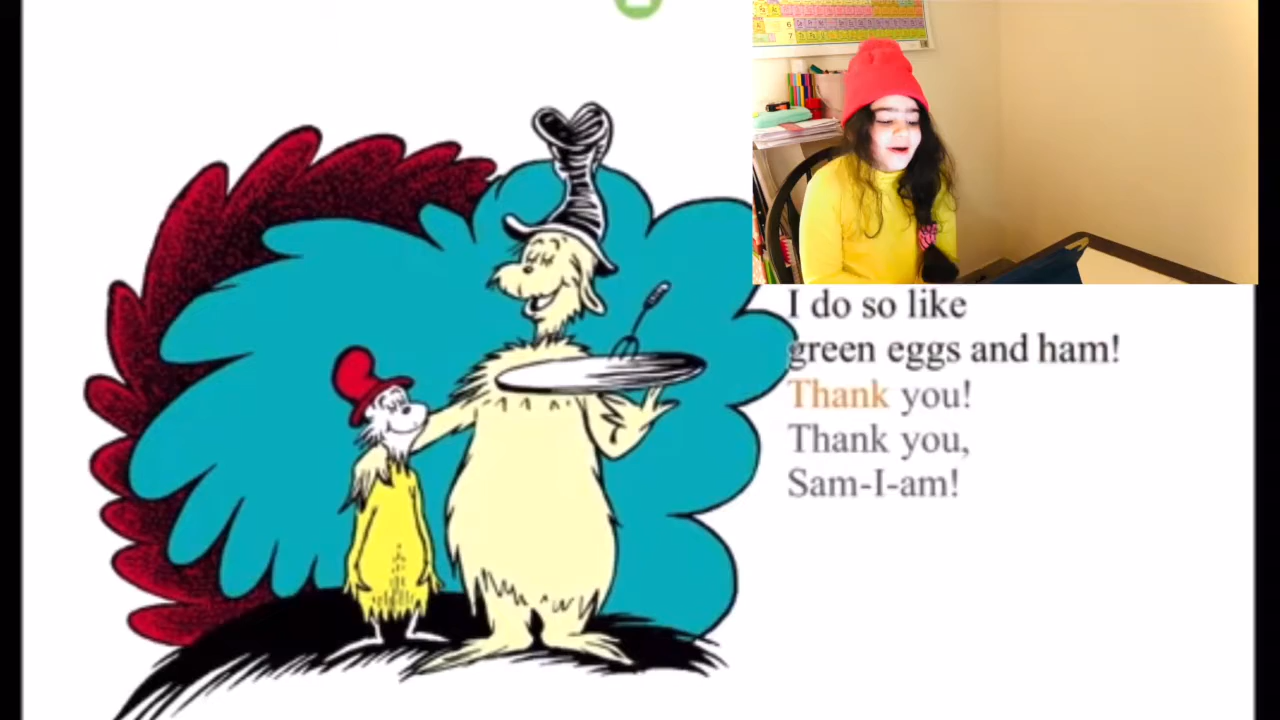 I do so like
green eggs and ham!
Thank you!
Thank you,
Sam-I-am!